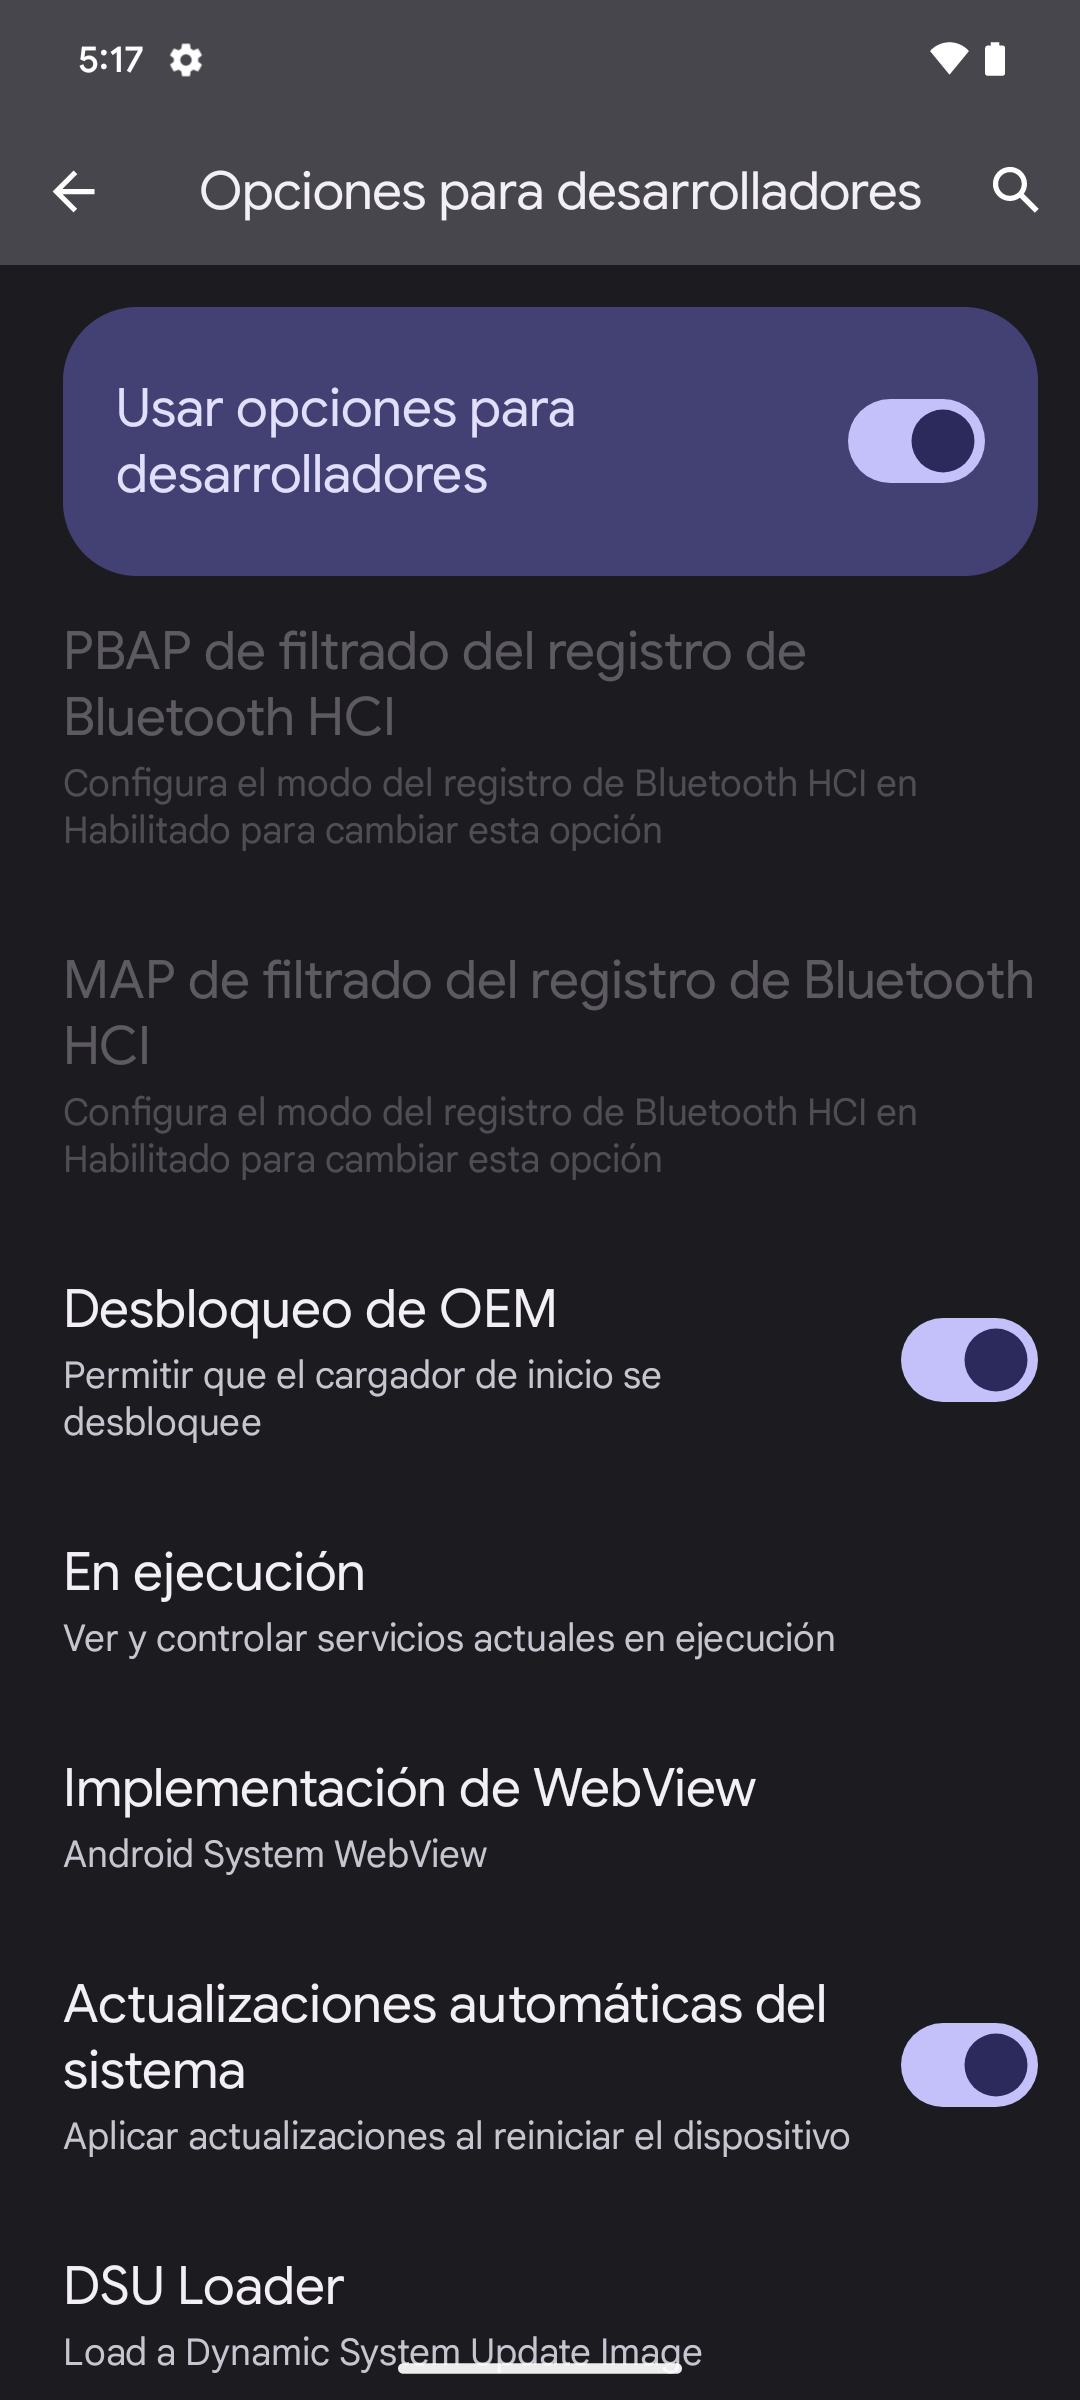 5:17
Opciones para desarrolladores
Usar opciones para
desarrolladores
PBAP de filtrado del registro de
Bluetooth HCI
Configura el modo del registro de Bluetooth HCI en
Habilitado para cambiar esta opción
MAP de filtrado del registro de Bluetooth
HCI
Configura el modo del registro de Bluetooth HCI en
Habilitado para cambiar esta opción
Desbloqueo de OEM
Permitir que el cargador de inicio se
desbloquee
En ejecución
Ver y controlar servicios actuales en ejecución
Implementación de WebView
Android System WebView
Actualizaciones automáticas del
sistema
Aplicar actualizaciones al reiniciar el dispositivo
DSU Loader
Load a Dynamic System Update Image